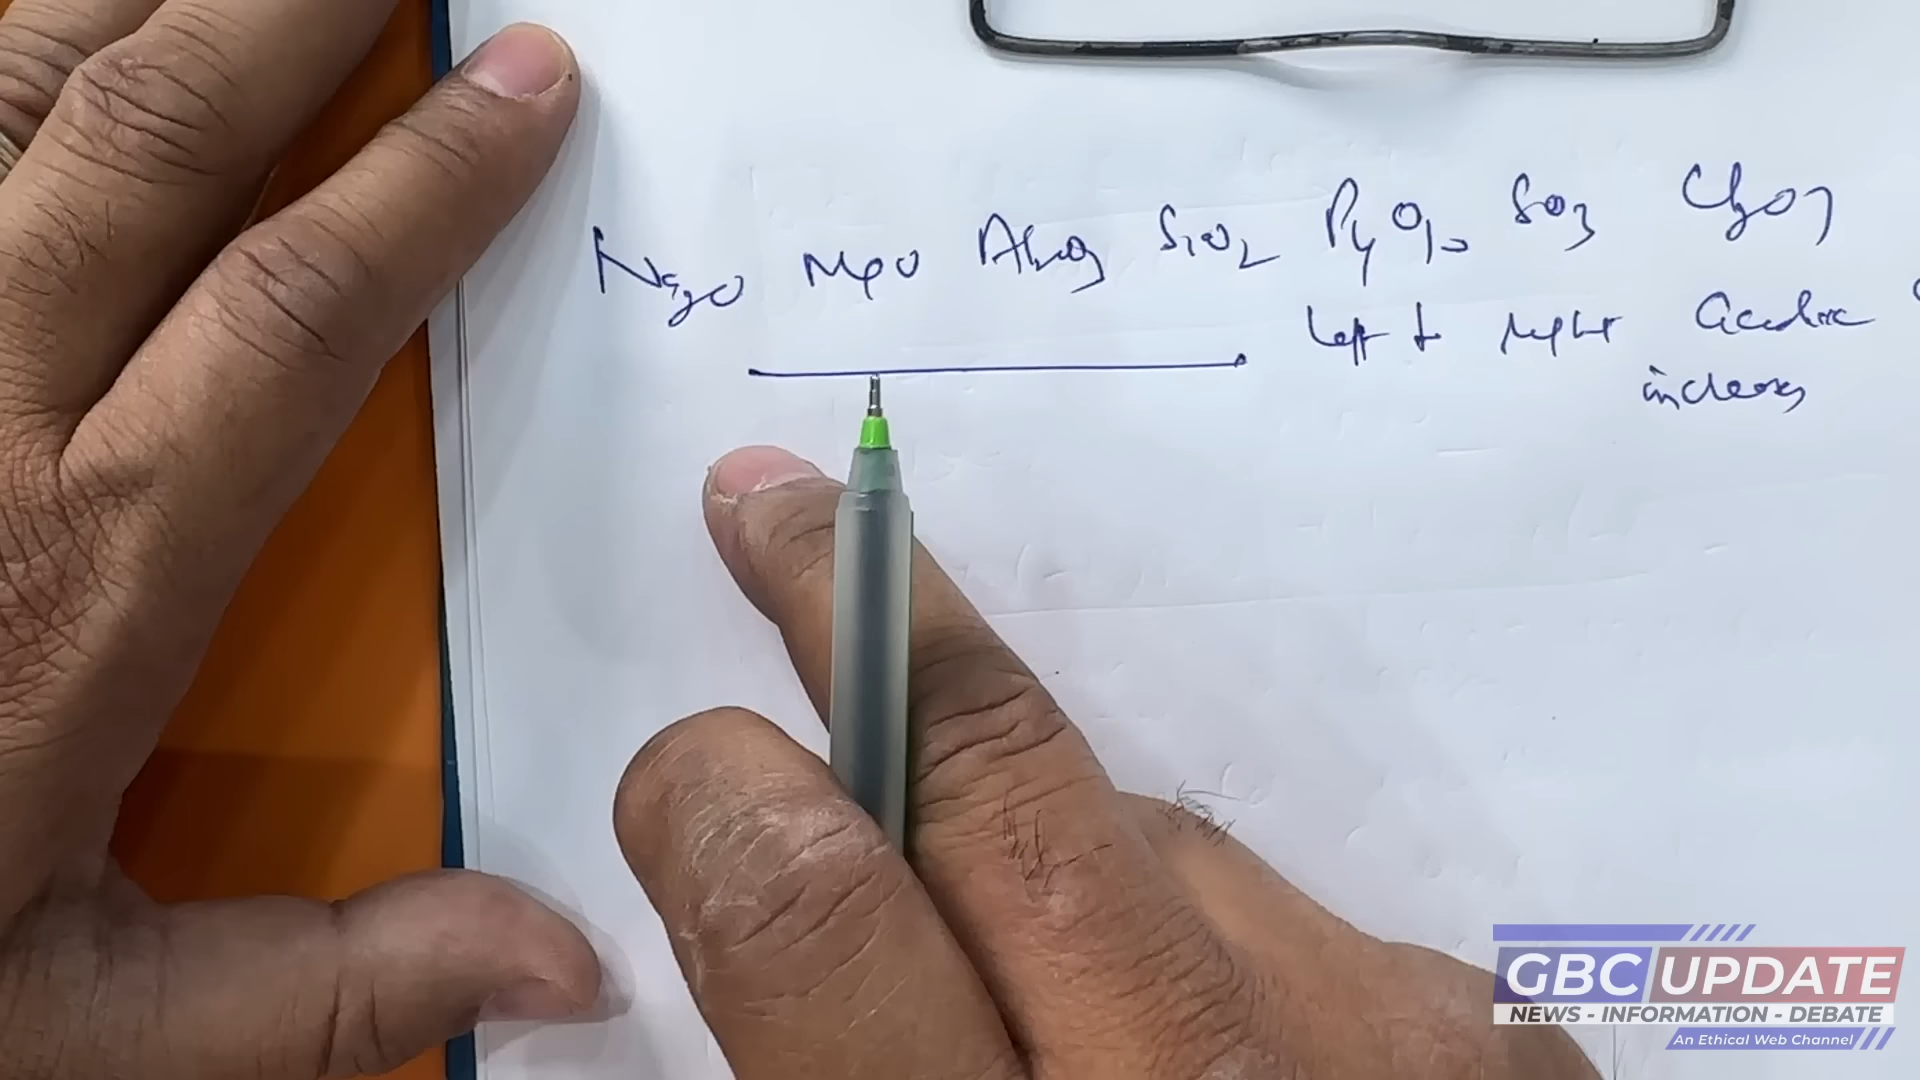 Na2O MgO Al2O3 SiO2 P4O10 SO3 Cl2O7
left to right acidic
increases
GBC UPDATE
NEWS - INFORMATION - DEBATE
An Ethical Web Channel